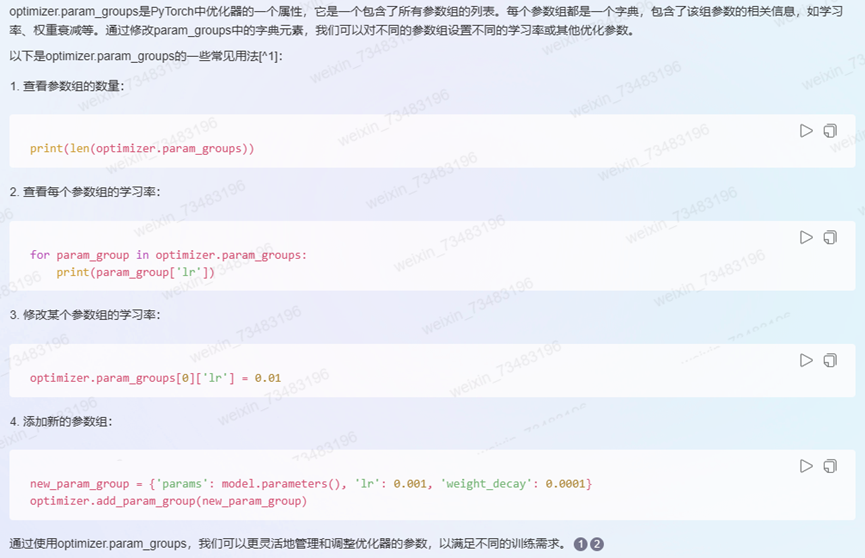 optimizer.param_groups是PyTorch中优化器的一个属性，它是一个包含了所有参数组的列表。每个参数组都是一个字典，包含了该组参数的相关信息，如学习
率、权重衰减等。通过修改param_groups中的字典元素，我们可以对不同的参数组设置不同的学习率或其他优化参数。
以下是optimizer.param_groups的一些常见用法[^1]：
1. 查看参数组的数量：
print(len(optimizer.param_groups))
2. 查看每个参数组的学习率：
for param_group in optimizer.param_groups:
    print(param_group['lr'])
3. 修改某个参数组的学习率：
optimizer.param_groups[0]['lr'] = 0.01
4. 添加新的参数组：
new_param_group = {'params': model.parameters(), 'lr': 0.001, 'weight_decay': 0.0001}
optimizer.add_param_group(new_param_group)
通过使用optimizer.param_groups，我们可以更灵活地管理和调整优化器的参数，以满足不同的训练需求。 1 2
weixin_73483196